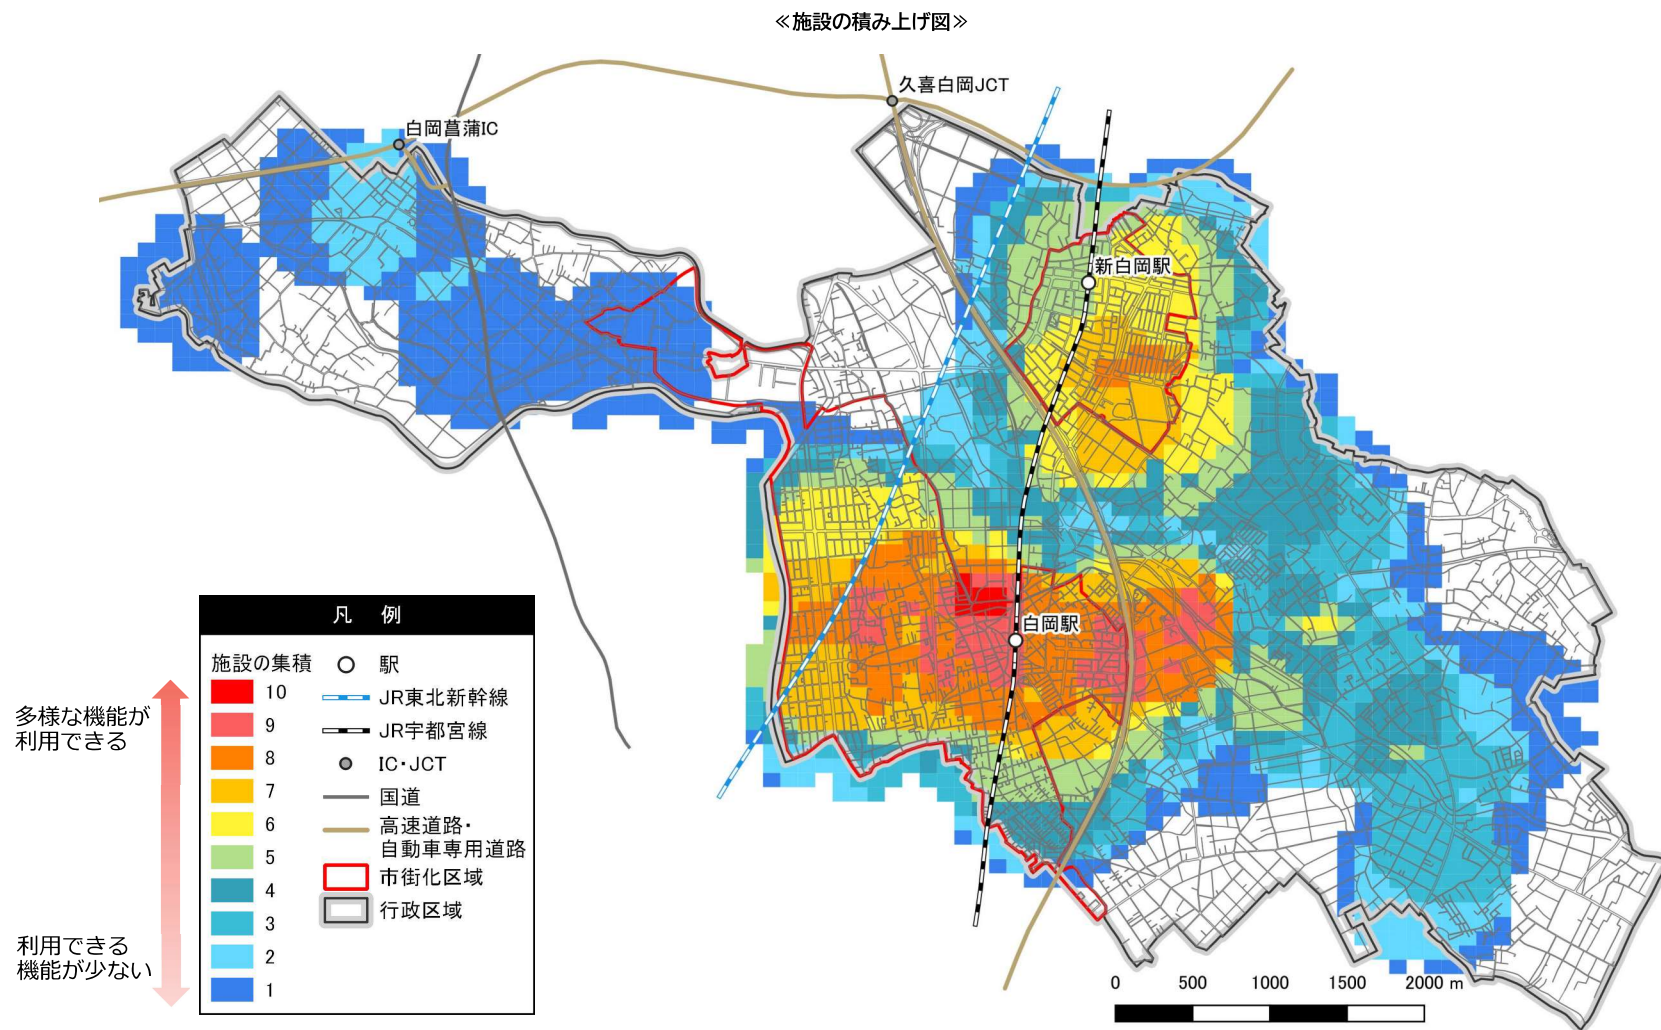 ≪施設の積み上げ図≫
久喜白岡JCT
白岡菖蒲IC
新白岡駅
白岡駅
凡 例
施設の集積
10
9
8
7
6
5
4
3
2
1
駅
JR東北新幹線
JR宇都宮線
IC・JCT
国道
高速道路・
自動車専用道路
市街化区域
行政区域
多様な機能が
利用できる
利用できる
機能が少ない
0 500 1000 1500 2000 m